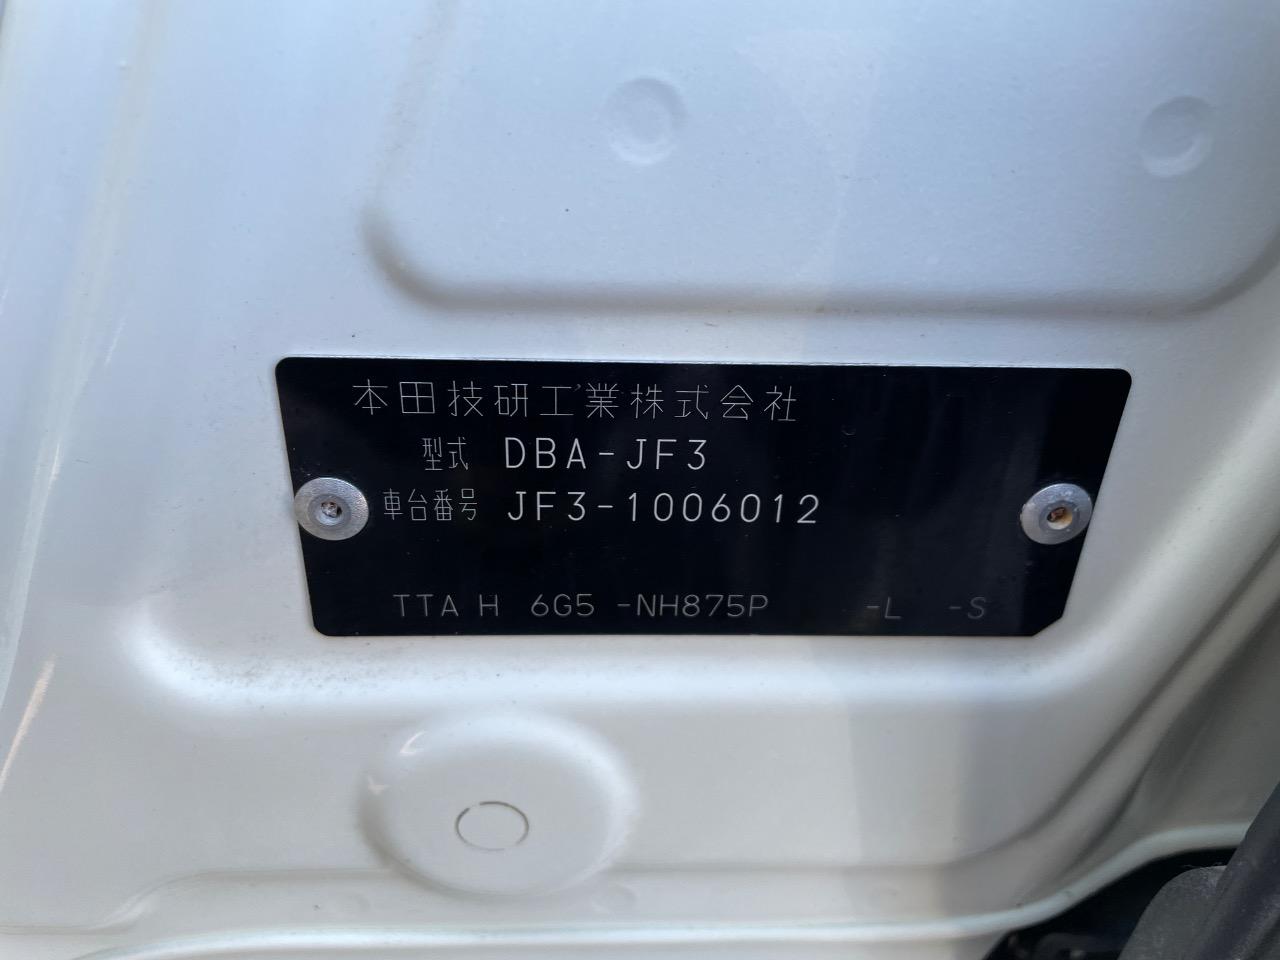 本田技研工業株式会社
型式 DBA-JF3
車台番号 JF3-1006012
TTA H 6G5 -NH875P -L -S